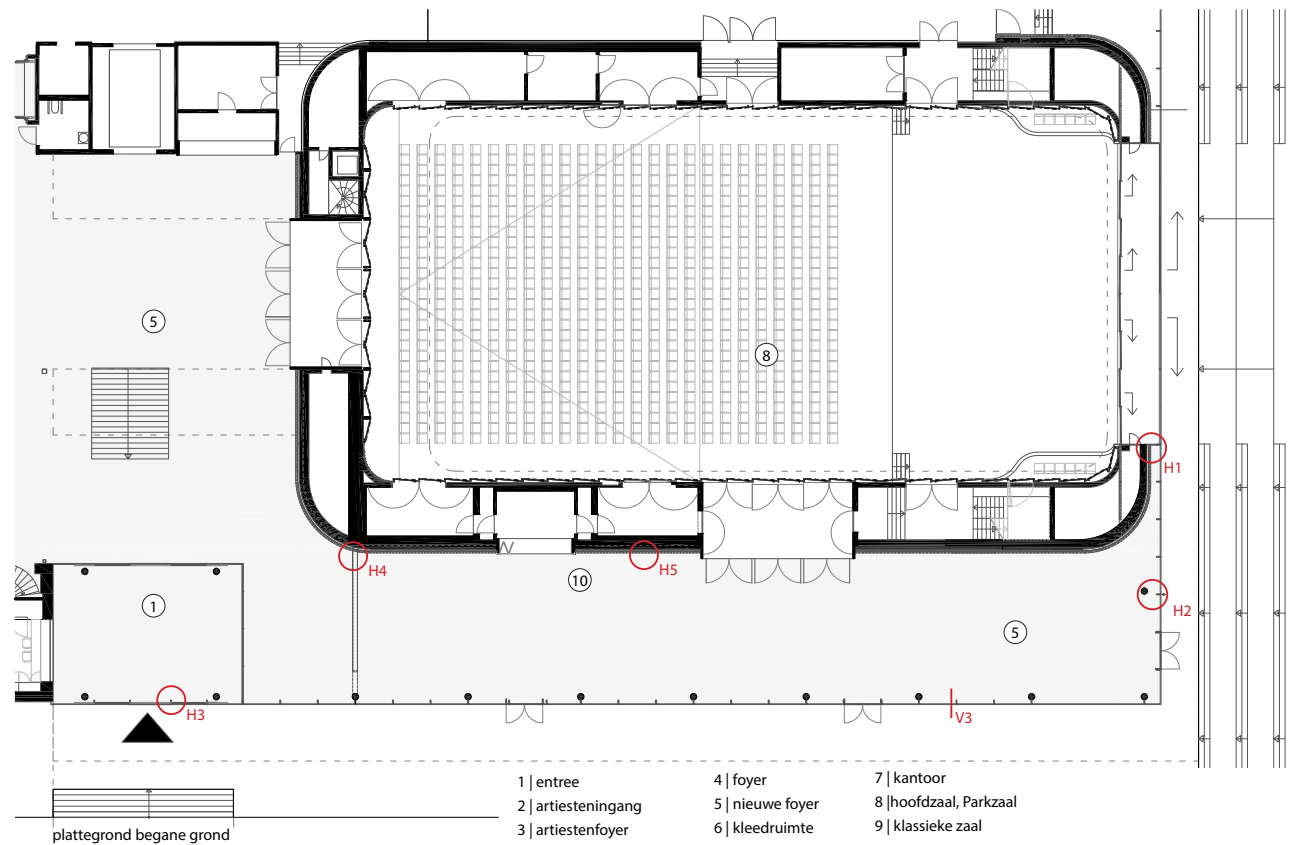 5
8
H1
H4
H5
10
1
H2
5
H3
V3
1 | entree
2 | artiesteningang
3 | artiestenfoyer
4 | foyer
5 | nieuwe foyer
6 | kleedruimte
7 | kantoor
8 |hoofdzaal, Parkzaal
9 | klassieke zaal
plattegrond begane grond